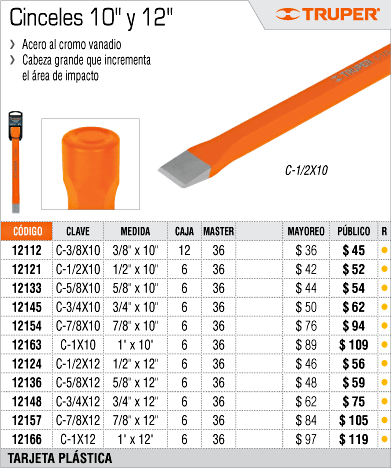 Cinceles 10" y 12"
TRUPER®
› Acero al cromo vanadio
› Cabeza grande que incrementa
el área de impacto
TRUPER
C-1/2X10
CÓDIGO CLAVE MEDIDA CAJA MASTER MAYOREO PÚBLICO R
12112 C-3/8X10 3/8" x 10" 12 36 $ 36 $ 45 •
12121 C-1/2X10 1/2" x 10" 6 36 $ 42 $ 52 •
12133 C-5/8X10 5/8" x 10" 6 36 $ 44 $ 54 •
12145 C-3/4X10 3/4" x 10" 6 36 $ 50 $ 62 •
12154 C-7/8X10 7/8" x 10" 6 36 $ 76 $ 94 •
12163 C-1X10 1" x 10" 6 36 $ 89 $ 109 •
12124 C-1/2X12 1/2" x 12" 6 36 $ 46 $ 56 •
12136 C-5/8X12 5/8" x 12" 6 36 $ 48 $ 59 •
12148 C-3/4X12 3/4" x 12" 6 36 $ 62 $ 75 •
12157 C-7/8X12 7/8" x 12" 6 36 $ 84 $ 105 •
12166 C-1X12 1" x 12" 6 36 $ 97 $ 119 •
TARJETA PLÁSTICA